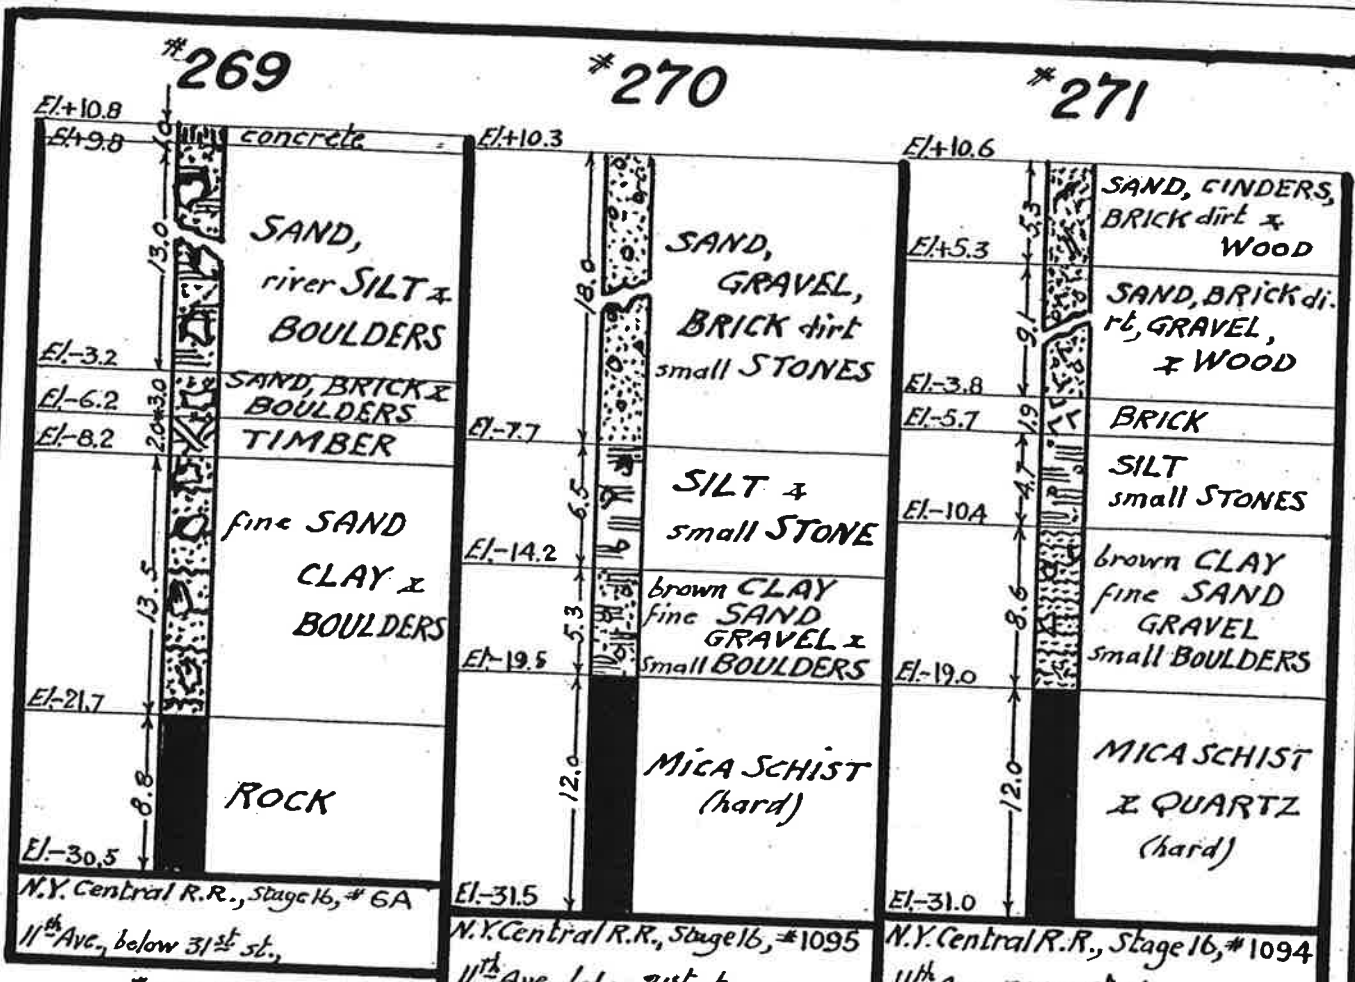 #269
El.+10.8
El.+9.8
1.0
concrete
13.0
SAND,
river SILT &
BOULDERS
El.-3.2
3.0
SAND, BRICK &
BOULDERS
El.-6.2
2.0
TIMBER
El.-8.2
13.5
fine SAND
CLAY &
BOULDERS
El.-21.7
8.8
ROCK
El.-30.5
N.Y. Central R.R., Stage 16, #6A
11th Ave., below 31st st.,
#270
El.+10.3
18.0
SAND,
GRAVEL,
BRICK dirt
small STONES
El.-7.7
6.5
SILT &
small STONE
El.-14.2
5.3
brown CLAY
fine SAND
GRAVEL &
small BOULDERS
El.-19.5
12.0
MICA SCHIST
(hard)
El.-31.5
N.Y. Central R.R., Stage 16, #1095
11th Ave.
#271
El.+10.6
5.3
SAND, CINDERS,
BRICK dirt &
WOOD
El.+5.3
9.1
SAND, BRICK di-
rt, GRAVEL,
& WOOD
El.-3.8
1.9
BRICK
El.-5.7
4.7
SILT
small STONES
El.-10.4
8.6
brown CLAY
fine SAND
GRAVEL
small BOULDERS
El.-19.0
12.0
MICA SCHIST
& QUARTZ
(hard)
El.-31.0
N.Y. Central R.R., Stage 16, #1094
11th